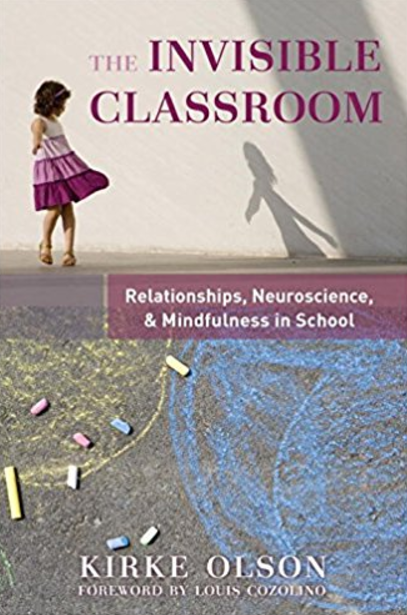 THE INVISIBLE
CLASSROOM
Relationships, Neuroscience,
& Mindfulness in School
KIRKE OLSON
FOREWORD BY LOUIS COZOLINO